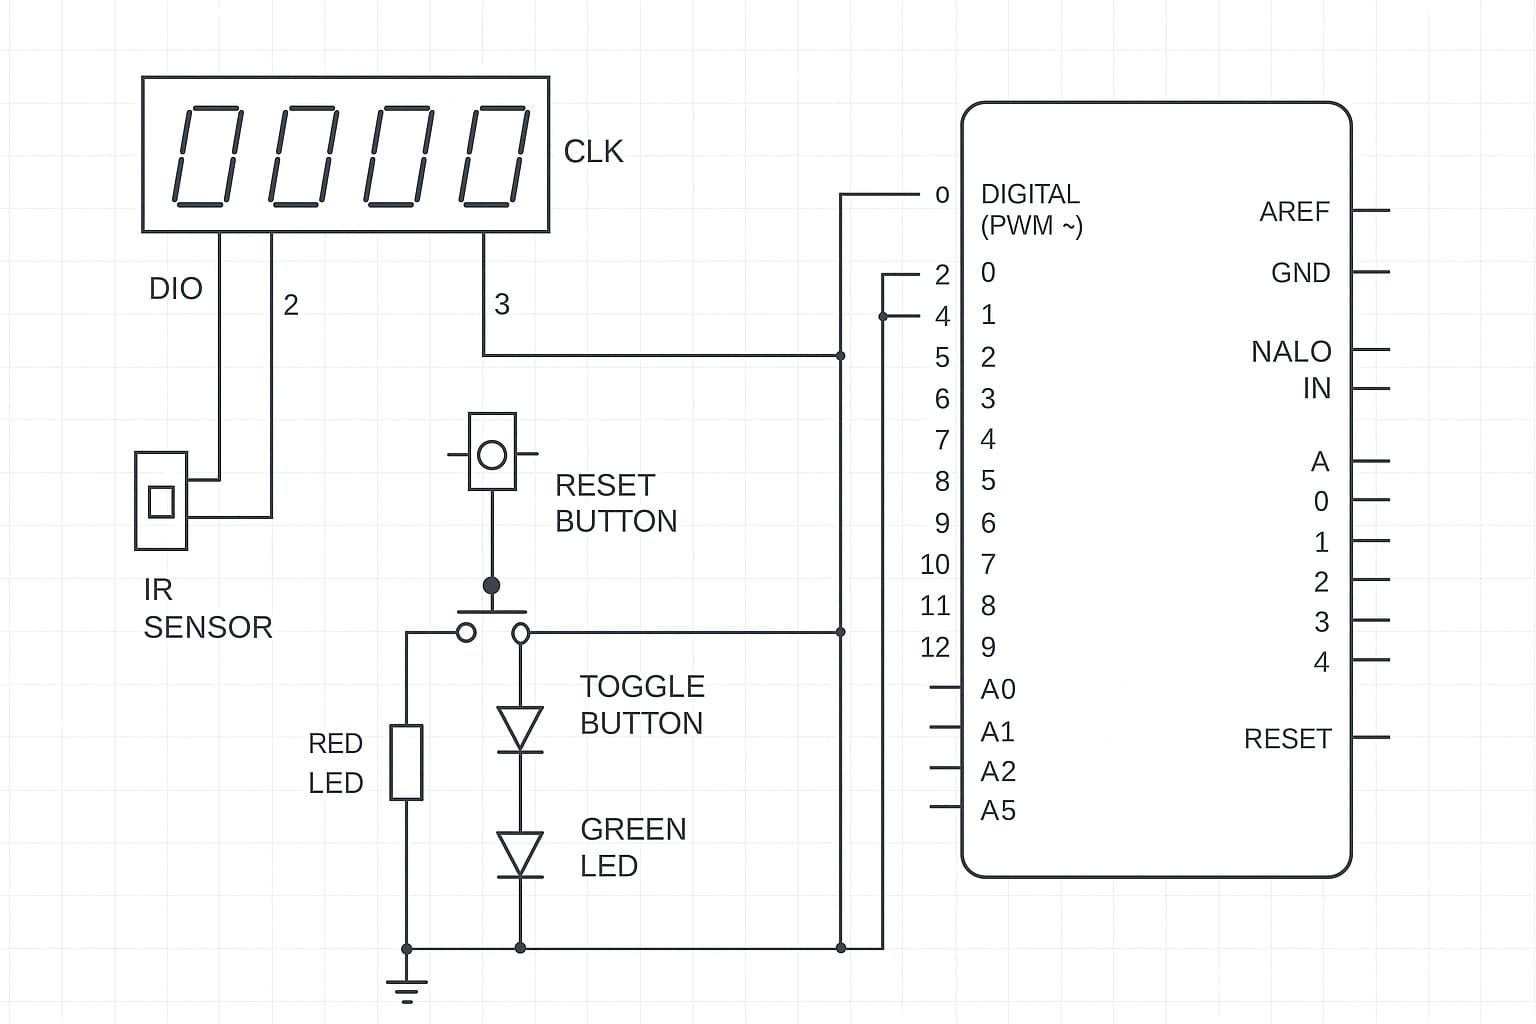 0000
CLK
DIO
2
3
RESET
BUTTON
IR
SENSOR
TOGGLE
BUTTON
RED
LED
GREEN
LED
0 DIGITAL
(PWM ~)
2 0
4 1
5 2
6 3
7 4
8 5
9 6
10 7
11 8
12 9
A0
A1
A2
A5
AREF
GND
NALO
IN
A
0
1
2
3
4
RESET